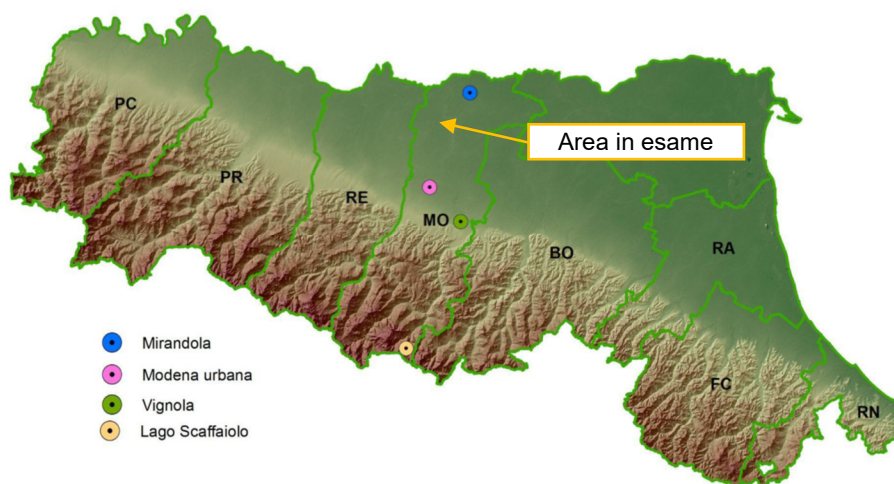 PC
Area in esame
PR
RE
MO
BO
RA
FC
RN
Mirandola
Modena urbana
Vignola
Lago Scaffaiolo